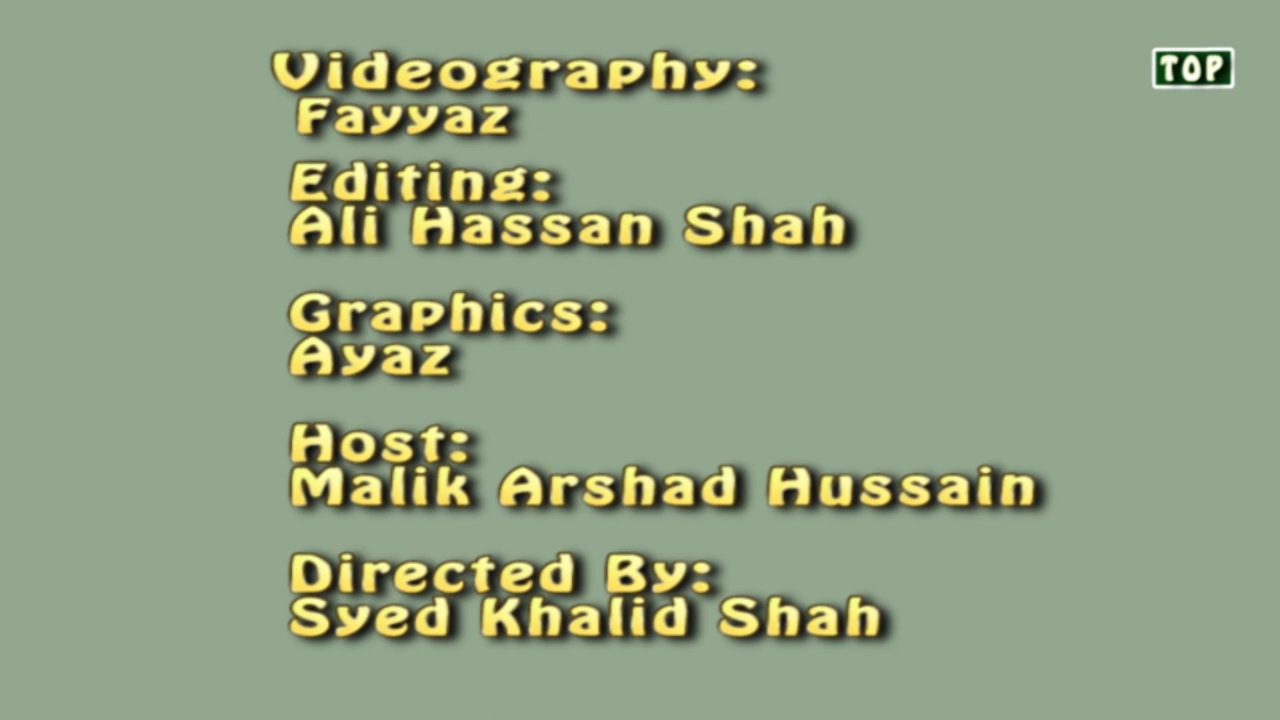 Videography:
TOP
Fayyaz
Editing:
Ali Hassan Shah
Graphics:
Ayaz
Host:
Malik Arshad Hussain
Directed By:
Syed Khalid Shah